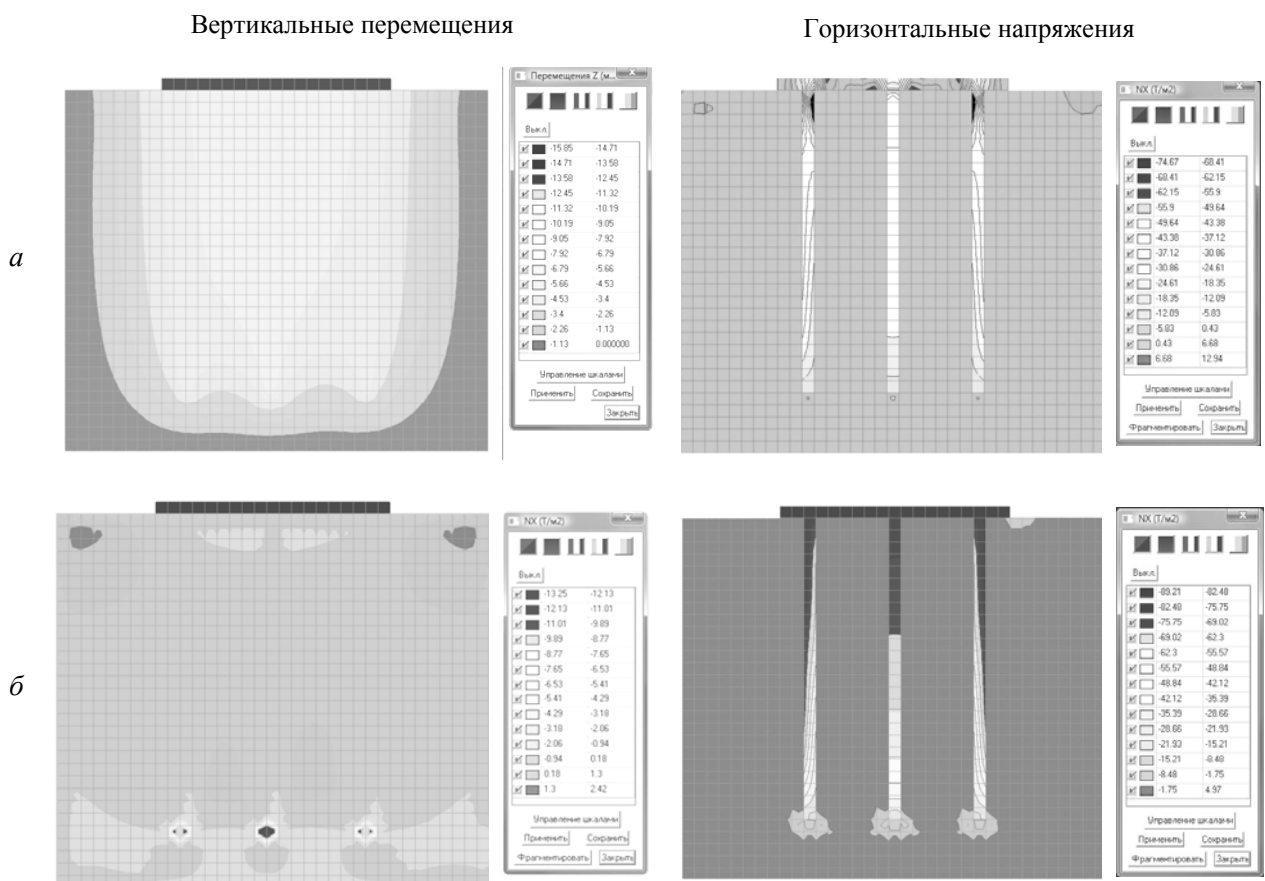 Вертикальные перемещения
Горизонтальные напряжения
а
Перемещения Z (м...
Выкл.
-15.85 -14.71
-14.71 -13.58
-13.58 -12.45
-12.45 -11.32
-11.32 -10.19
-10.19 -9.05
-9.05 -7.92
-7.92 -6.79
-6.79 -5.66
-5.66 -4.53
-4.53 -3.4
-3.4 -2.26
-2.26 -1.13
-1.13 0.000000
Управление шкалами
Применить Сохранить
Закрыть
NX (Т/м2)
Выкл.
-74.67 -68.41
-68.41 -62.15
-62.15 -55.9
-55.9 -49.64
-49.64 -43.38
-43.38 -37.12
-37.12 -30.86
-30.86 -24.61
-24.61 -18.35
-18.35 -12.09
-12.09 -5.83
-5.83 0.43
0.43 6.68
6.68 12.94
Управление шкалами
Применить Сохранить
Фрагментировать Закрыть
б
NX (Т/м2)
Выкл.
-13.25 -12.13
-12.13 -11.01
-11.01 -9.89
-9.89 -8.77
-8.77 -7.65
-7.65 -6.53
-6.53 -5.41
-5.41 -4.29
-4.29 -3.18
-3.18 -2.06
-2.06 -0.94
-0.94 0.18
0.18 1.3
1.3 2.42
Управление шкалами
Применить Сохранить
Фрагментировать Закрыть
NX (Т/м2)
Выкл.
-89.21 -82.48
-82.48 -75.75
-75.75 -69.02
-69.02 -62.3
-62.3 -55.57
-55.57 -48.84
-48.84 -42.12
-42.12 -35.39
-35.39 -28.66
-28.66 -21.93
-21.93 -15.21
-15.21 -8.48
-8.48 -1.75
-1.75 4.97
Управление шкалами
Применить Сохранить
Фрагментировать Закрыть